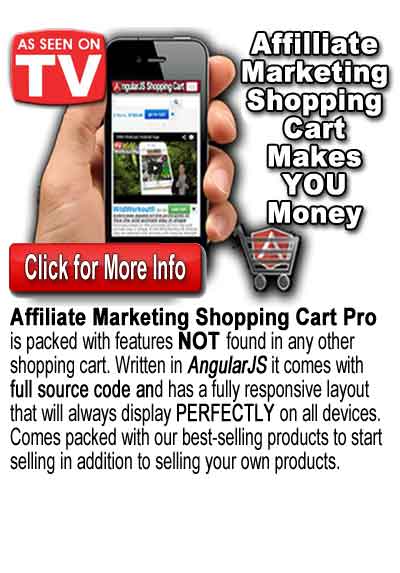 AS SEEN ON
TV
Affilliate
Marketing
Shopping
Cart
Makes
YOU
Money
AngularJS Shopping Cart
WildWorkout®
Click for More Info
Affiliate Marketing Shopping Cart Pro
is packed with features NOT found in any other
shopping cart. Written in AngularJS it comes with
full source code and has a fully responsive layout
that will always display PERFECTLY on all devices.
Comes packed with our best-selling products to start
selling in addition to selling your own products.